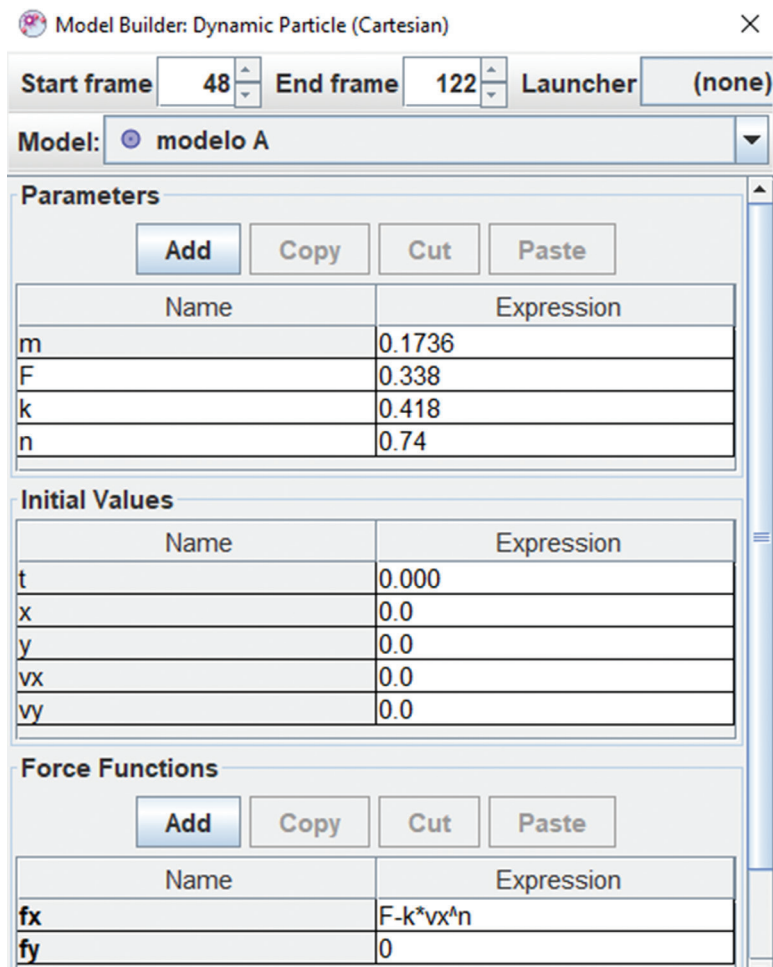 Model Builder: Dynamic Particle (Cartesian)
Start frame 48 End frame 122 Launcher (none)
Model: modelo A
Parameters
Add Copy Cut Paste
Name Expression
m 0.1736
F 0.338
k 0.418
n 0.74
Initial Values
Name Expression
t 0.000
x 0.0
y 0.0
vx 0.0
vy 0.0
Force Functions
Add Copy Cut Paste
Name Expression
fx F-k*vx^n
fy 0